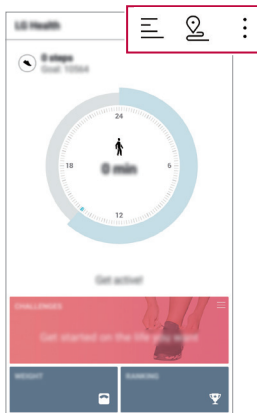 LG Health
0 steps
Goal: 10564
24
18
6
0 min
12
Get active!
CHALLENGES
Get started on the life you want
WEIGHT
RANKING